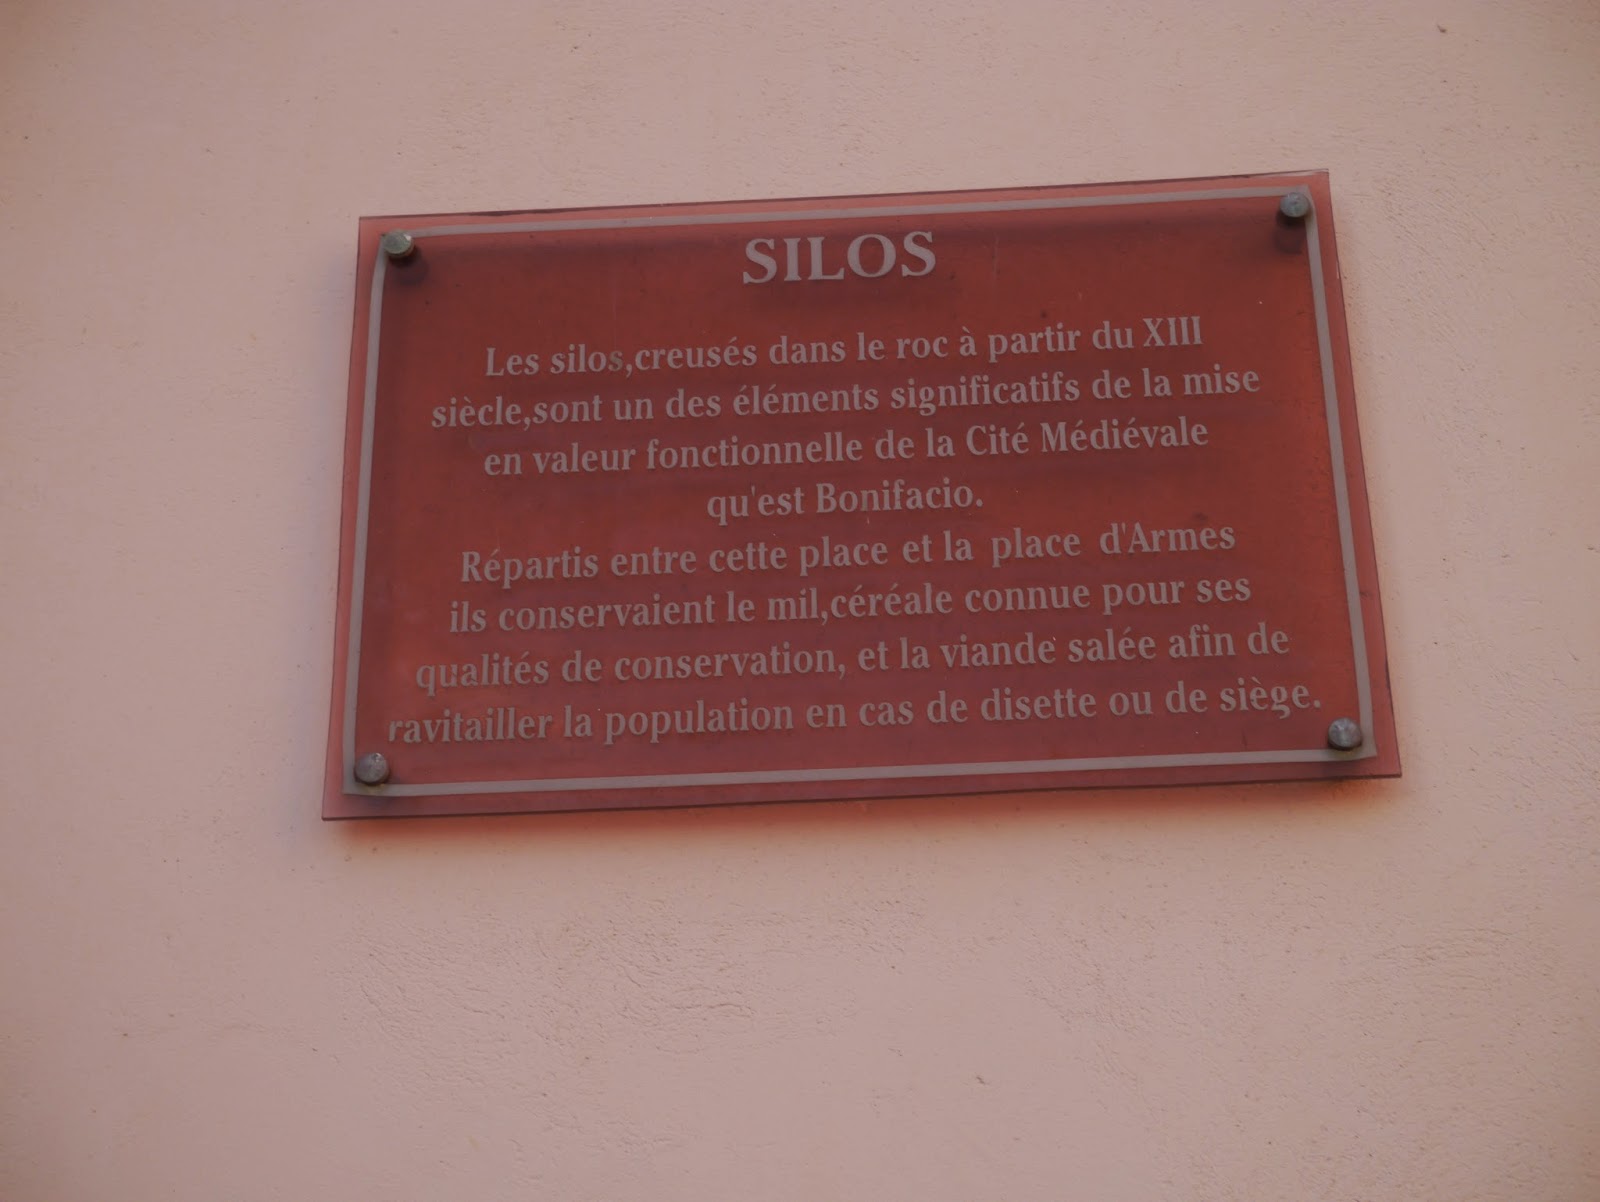 SILOS
Les silos,creusés dans le roc à partir du XIII
siècle,sont un des éléments significatifs de la mise
en valeur fonctionnelle de la Cité Médiévale
qu'est Bonifacio.
Répartis entre cette place et la place d'Armes
ils conservaient le mil,céréale connue pour ses
qualités de conservation, et la viande salée afin de
ravitailler la population en cas de disette ou de siège.